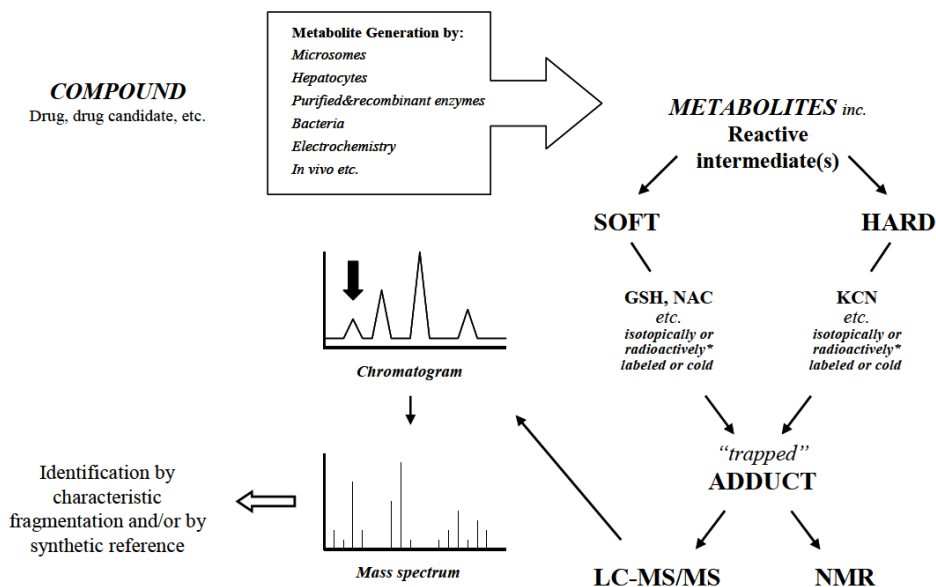 COMPOUND
Drug, drug candidate, etc.
Metabolite Generation by:
Microsomes
Hepatocytes
Purified&recombinant enzymes
Bacteria
Electrochemistry
In vivo etc.
METABOLITES inc.
Reactive
intermediate(s)
SOFT
HARD
GSH, NAC
etc.
isotopically or
radioactively*
labeled or cold
KCN
etc.
isotopically or
radioactively*
labeled or cold
Chromatogram
“trapped”
ADDUCT
LC-MS/MS
NMR
Mass spectrum
Identification by
characteristic
fragmentation and/or by
synthetic reference